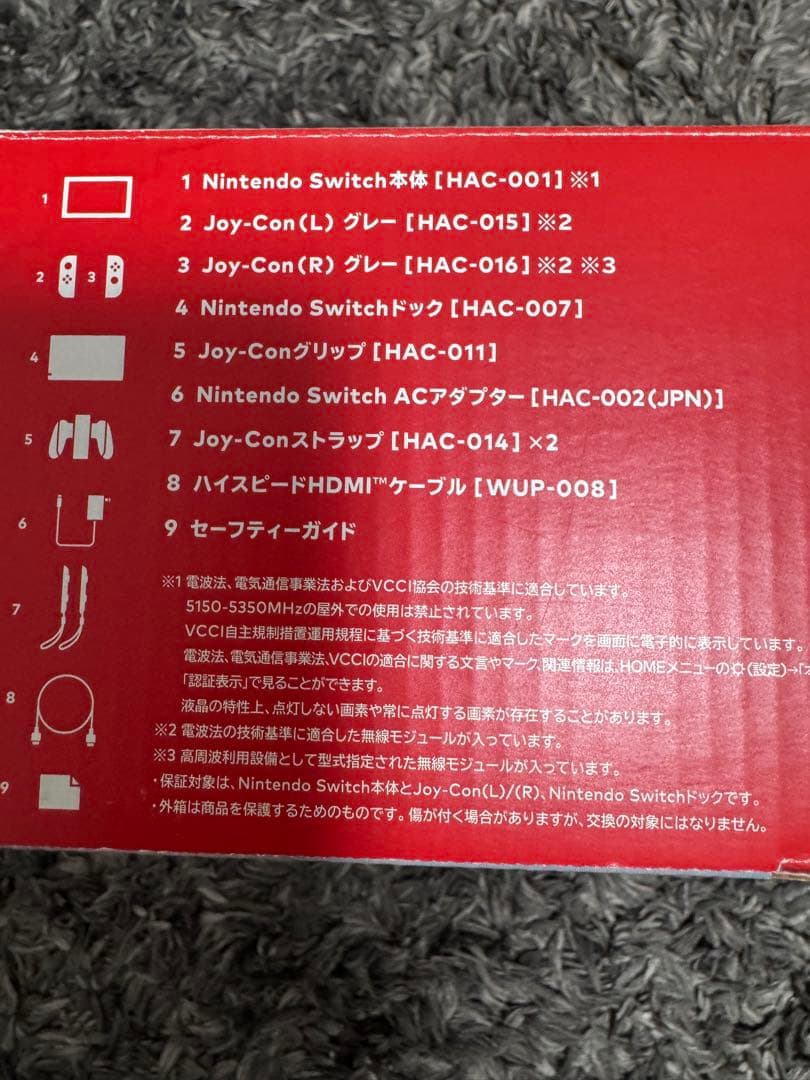 1 1 Nintendo Switch本体 [HAC-001] ※1
2 Joy-Con(L) グレー [HAC-015] ※2
2 3 3 Joy-Con(R) グレー [HAC-016] ※2 ※3
4 4 Nintendo Switchドック [HAC-007]
5 Joy-Conグリップ [HAC-011]
6 Nintendo Switch ACアダプター [HAC-002(JPN)]
5 7 Joy-Conストラップ [HAC-014] ×2
8 ハイスピードHDMI™ケーブル [WUP-008]
6 9 セーフティーガイド
※1 電波法、電気通信事業法およびVCCI協会の技術基準に適合しています。
7 5150-5350MHzの屋外での使用は禁止されています。
VCCI自主規制措置運用規程に基づく技術基準に適合したマークを画面に電子的に表示しています。
電波法、電気通信事業法、VCCIの適合に関する文言やマーク、関連情報は、HOMEメニューの(設定)→「
8 「認証表示」で見ることができます。
液晶の特性上、点灯しない画素や常に点灯する画素が存在することがあります。
※2 電波法の技術基準に適合した無線モジュールが入っています。
※3 高周波利用設備として型式指定された無線モジュールが入っています。
9 ・保証対象は、Nintendo Switch本体とJoy-Con(L)/(R)、Nintendo Switchドックです。
・外箱は商品を保護するためのものです。傷が付く場合がありますが、交換の対象にはなりません。